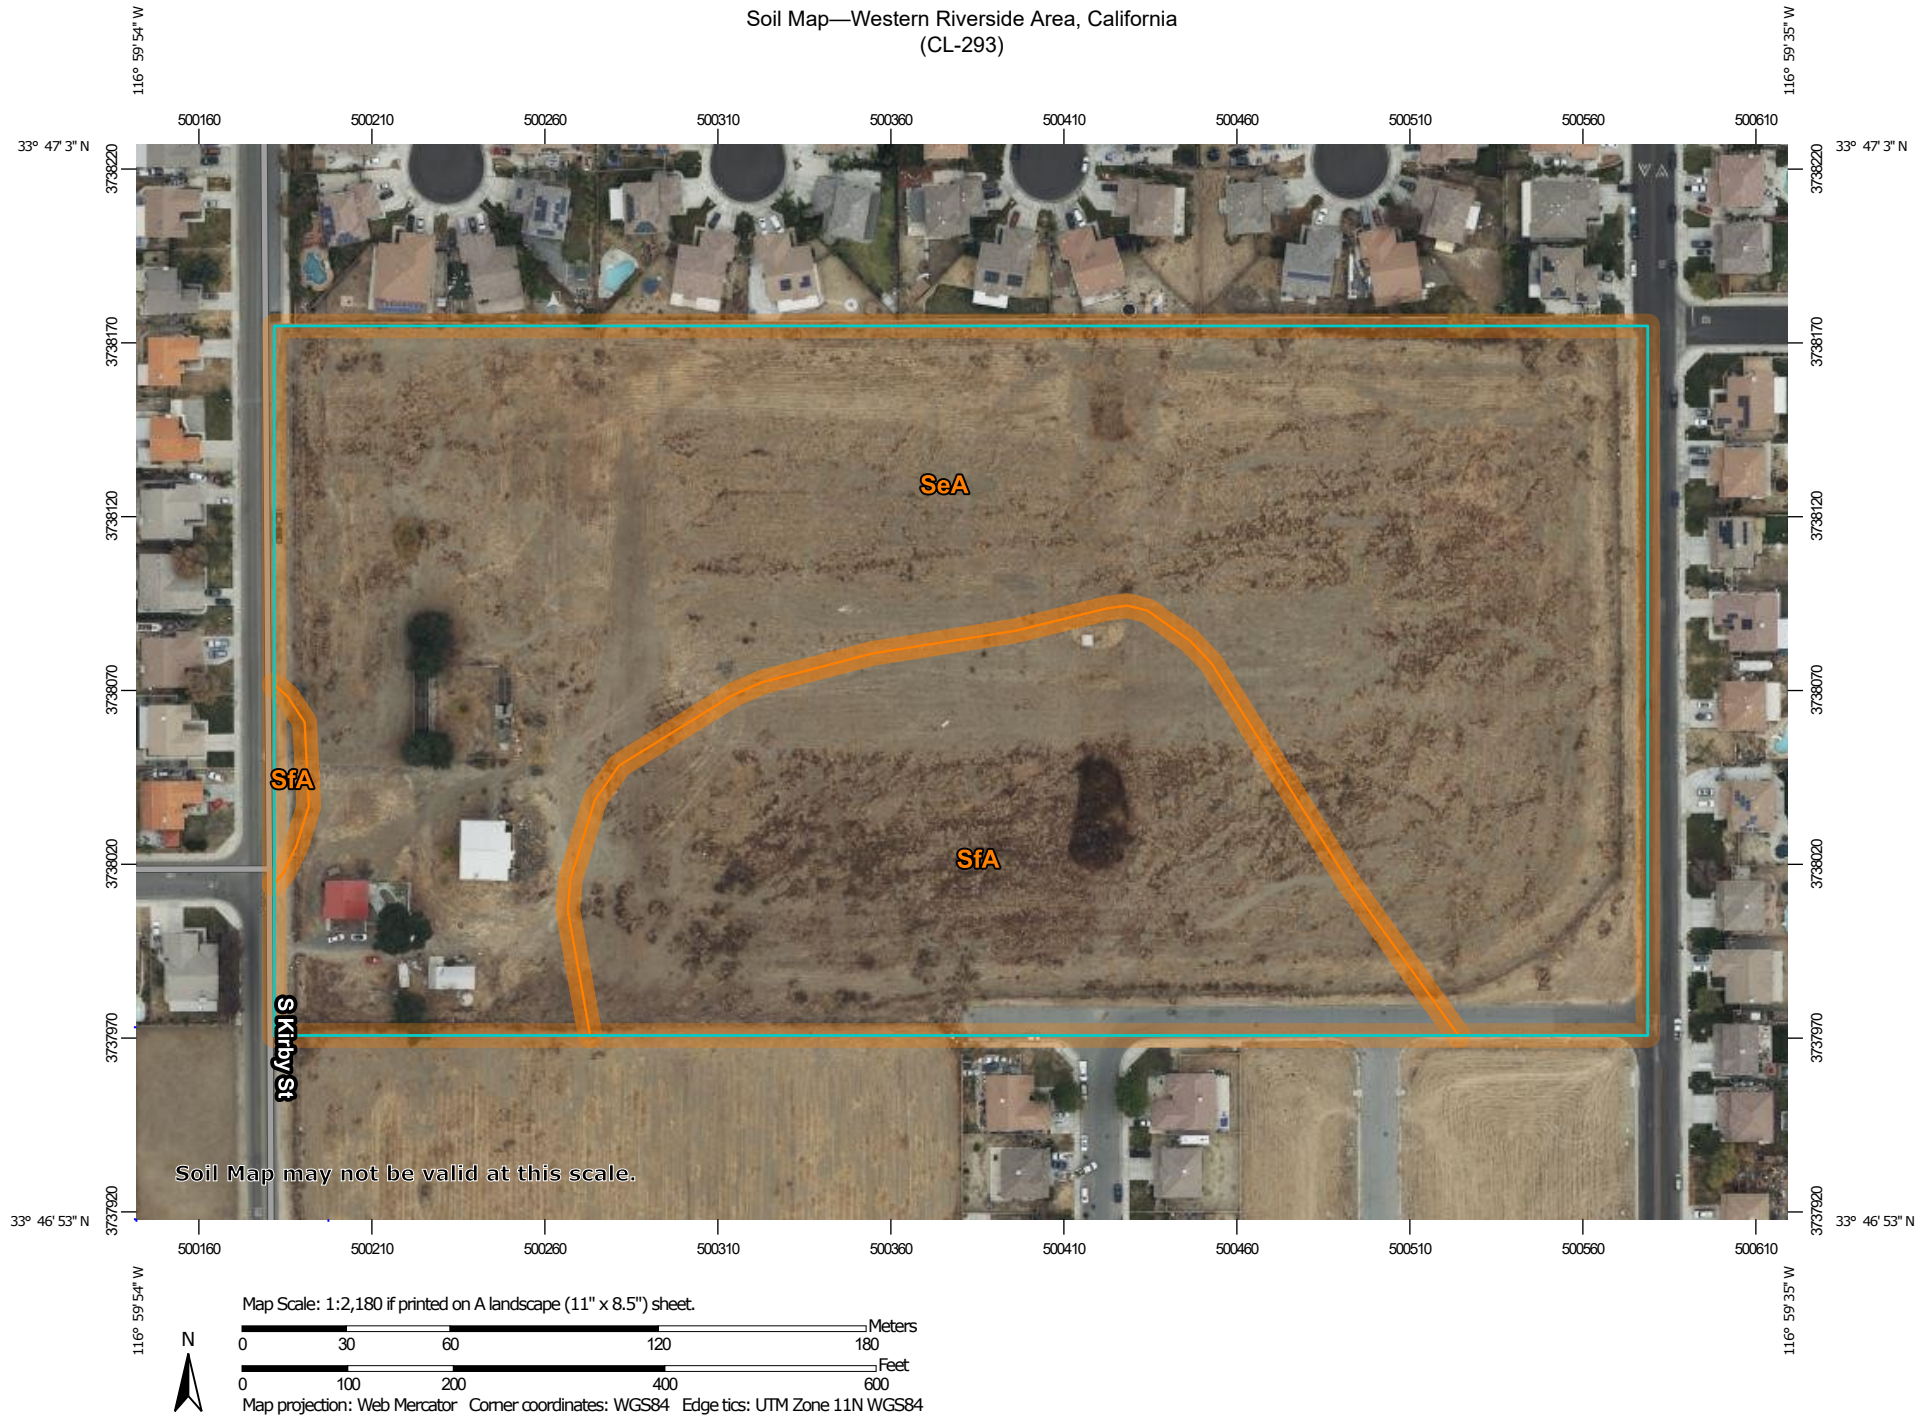 Soil Map—Western Riverside Area, California
(CL-293)
116° 59' 54" W
116° 59' 35" W
500160 500210 500260 500310 500360 500410 500460 500510 500560 500610
33° 47' 3" N
33° 47' 3" N
3738220
3738220
3738170
3738170
SeA
3738120
3738120
3738070
3738070
SfA
SfA
3738020
3738020
S Kirby St
3737970
3737970
Soil Map may not be valid at this scale.
3737920
3737920
33° 46' 53" N
33° 46' 53" N
500160 500210 500260 500310 500360 500410 500460 500510 500560 500610
116° 59' 54" W
116° 59' 35" W
Map Scale: 1:2,180 if printed on A landscape (11" x 8.5") sheet.
Meters
0 30 60 120 180
N
Feet
0 100 200 400 600
Map projection: Web Mercator Corner coordinates: WGS84 Edge tics: UTM Zone 11N WGS84